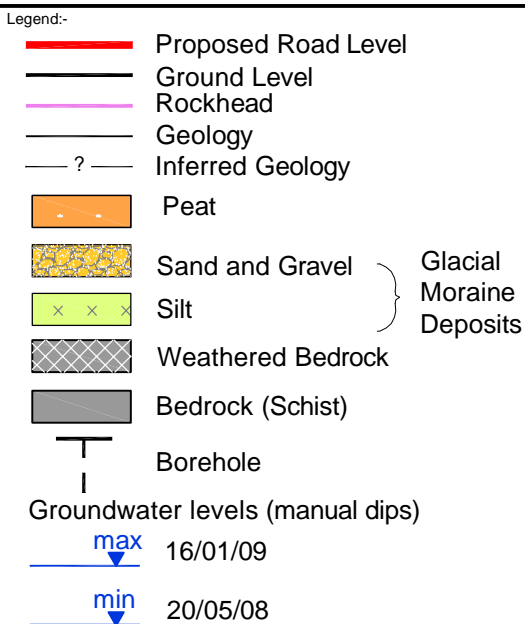 Legend:-
Proposed Road Level
Ground Level
Rockhead
Geology
? Inferred Geology
Peat
Sand and Gravel
Silt
Glacial
Moraine
Deposits
Weathered Bedrock
Bedrock (Schist)
Borehole
Groundwater levels (manual dips)
max 16/01/09
min 20/05/08